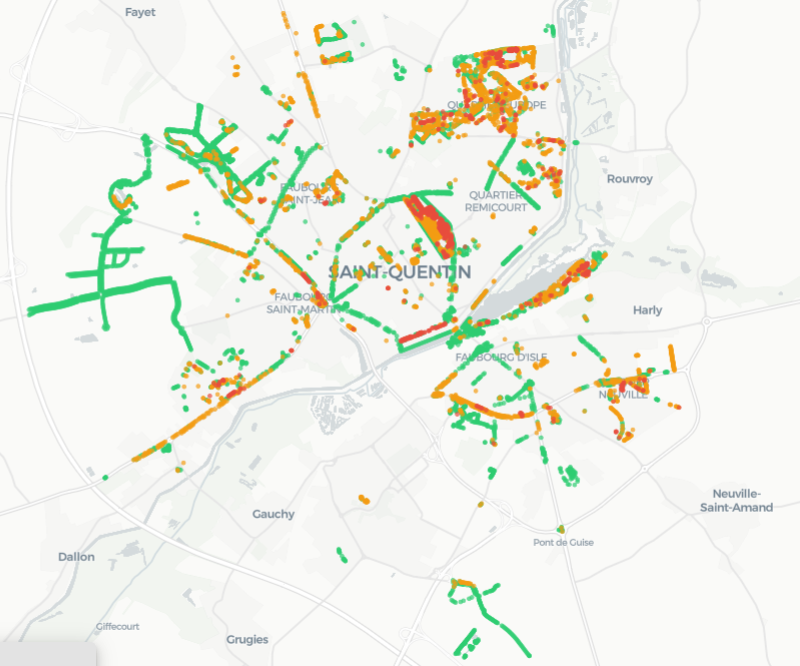 Fayet
EUROPE
FAUBOURG
SAINT-JEAN
QUARTIER
REMICOURT
Rouvroy
SAINT-QUENTIN
FAUBOURG
SAINT-MARTIN
Harly
FAUBOURG D'ISLE
NEUVILLE
Neuville-
Saint-Amand
Gauchy
Pont de Guise
Dallon
Giffecourt
Grugies